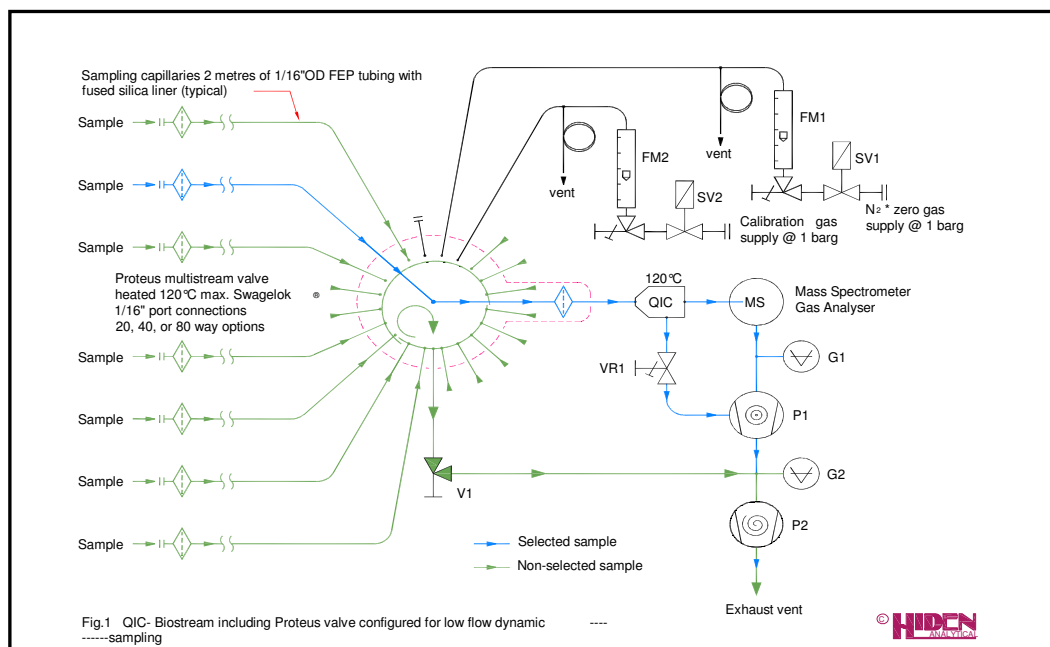 Sampling capillaries 2 metres of 1/16"OD FEP tubing with
fused silica liner (typical)
Sample
Sample
Sample
Proteus multistream valve
heated 120°C max. Swagelok ®
1/16" port connections
20, 40, or 80 way options
Sample
Sample
Sample
Sample
vent
FM2
SV2
vent
FM1
SV1
Calibration gas
supply @ 1 barg
N2 * zero gas
supply @ 1 barg
120°C
QIC
MS
Mass Spectrometer
Gas Analyser
VR1
G1
P1
V1
G2
P2
Selected sample
Non-selected sample
Exhaust vent
Fig.1 QIC- Biostream including Proteus valve configured for low flow dynamic ----
------sampling
© HIDEN
ANALYTICAL